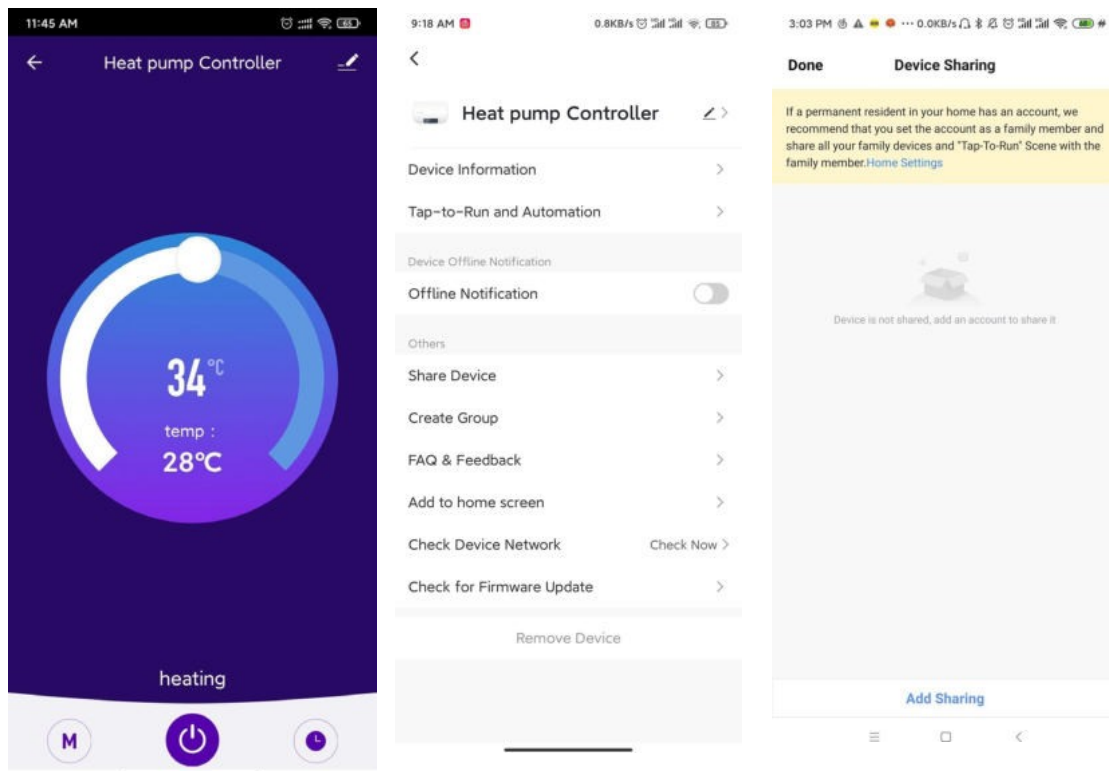 11:45 AM
65
Heat pump Controller
34°C
temp :
28°C
heating
M
9:18 AM
0.8KB/s
85
Heat pump Controller
Device Information
Tap-to-Run and Automation
Device Offline Notification
Offline Notification
Others
Share Device
Create Group
FAQ & Feedback
Add to home screen
Check Device Network Check Now
Check for Firmware Update
Remove Device
3:03 PM ··· 0.0KB/s
Done Device Sharing
If a permanent resident in your home has an account, we
recommend that you set the account as a family member and
share all your family devices and "Tap-To-Run" Scene with the
family member.Home Settings
Device is not shared, add an account to share it
Add Sharing